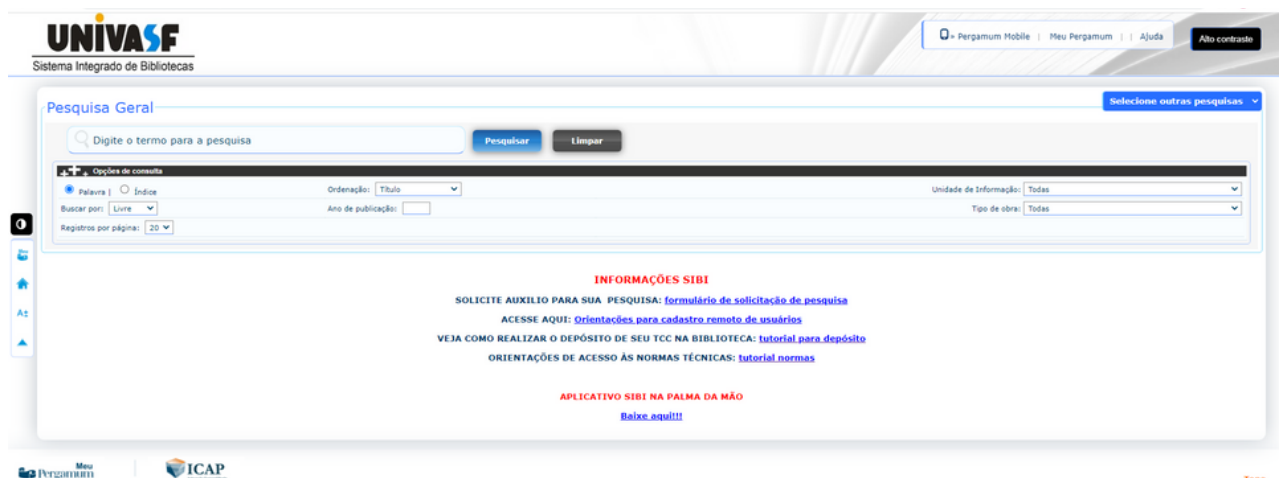 UNIVASF
Sistema Integrado de Bibliotecas
» Pergamum Mobile | Meu Pergamum | | Ajuda
Alto contraste
Pesquisa Geral
Selecione outras pesquisas
Digite o termo para a pesquisa
Pesquisar
Limpar
Opções de consulta
Palavra | Índice
Ordenação: Título
Unidade de Informação: Todas
Buscar por: Livre
Ano de publicação:
Tipo de obra: Todas
Registros por página: 20
A±
INFORMAÇÕES SIBI
SOLICITE AUXILIO PARA SUA PESQUISA: formulário de solicitação de pesquisa
ACESSE AQUI: Orientações para cadastro remoto de usuários
VEJA COMO REALIZAR O DEPÓSITO DE SEU TCC NA BIBLIOTECA: tutorial para depósito
ORIENTAÇÕES DE ACESSO ÀS NORMAS TÉCNICAS: tutorial normas
APLICATIVO SIBI NA PALMA DA MÃO
Baixe aqui!!!
Meu
Pergamum
ICAP